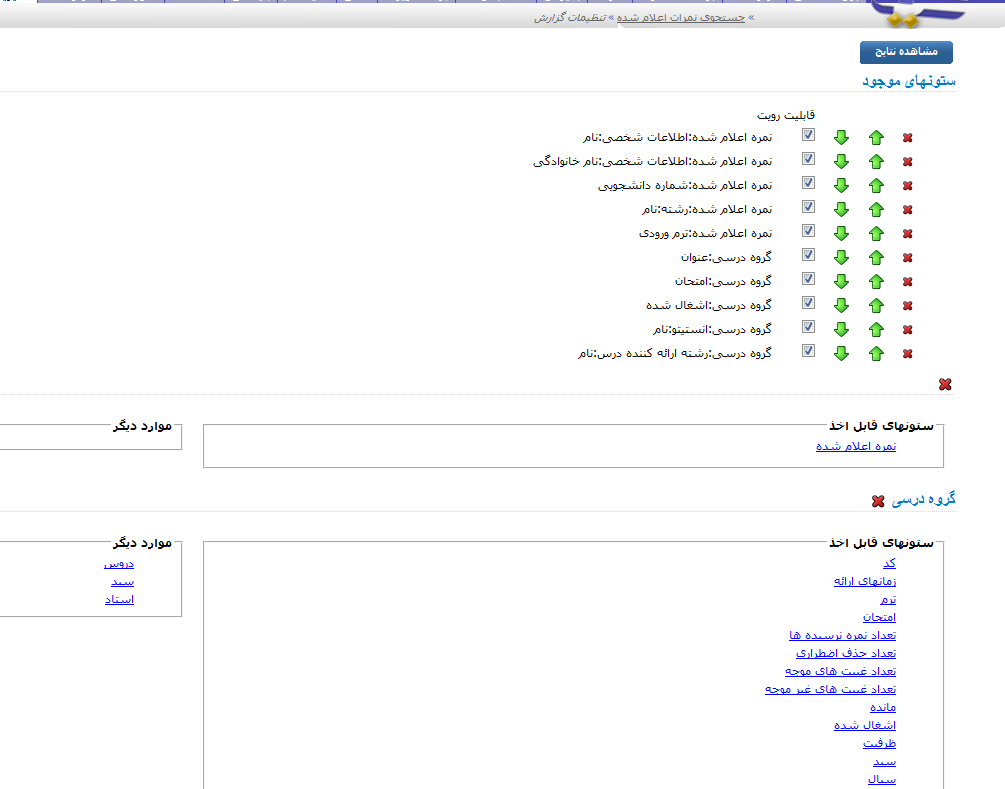 » جستجوی نمرات اعلام شده » تنظیمات گزارش
مشاهده نتایج
ستونهای موجود
قابلیت رویت
نمره اعلام شده:اطلاعات شخصی:نام
نمره اعلام شده:اطلاعات شخصی:نام خانوادگی
نمره اعلام شده:شماره دانشجویی
نمره اعلام شده:رشته:نام
نمره اعلام شده:ترم ورودی
گروه درسی:عنوان
گروه درسی:امتحان
گروه درسی:اشغال شده
گروه درسی:انستیتو:نام
گروه درسی:رشته ارائه کننده درس:نام
ستونهای قابل اخذ
نمره اعلام شده
موارد دیگر
گروه درسی
ستونهای قابل اخذ
کد
زمانهای ارائه
ترم
امتحان
تعداد نمره نرسیده ها
تعداد حذف اضطراری
تعداد غیبت های موجه
تعداد غیبت های غیر موجه
مانده
اشغال شده
ظرفیت
سبد
سیال
موارد دیگر
دروس
سبد
استاد